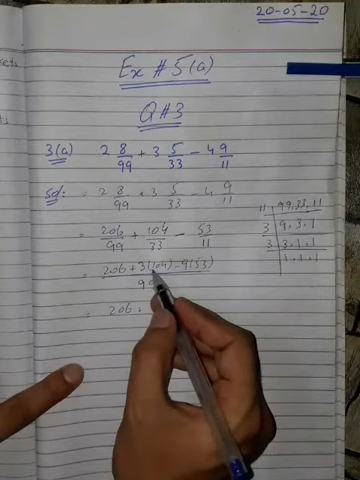 20-05-20
Ex # 5(a)
Q # 3
3(a) 2 8/99 + 3 5/33 - 4 9/11
Sol: = 2 8/99 + 3 5/33 - 4 9/11
= 206/99 + 104/33 - 53/11
= 206 + 3(104) - 9(53) / 99
= 206 +
11 | 99, 33, 11
3 | 9, 3, 1
3 | 3, 1, 1
| 1, 1, 1